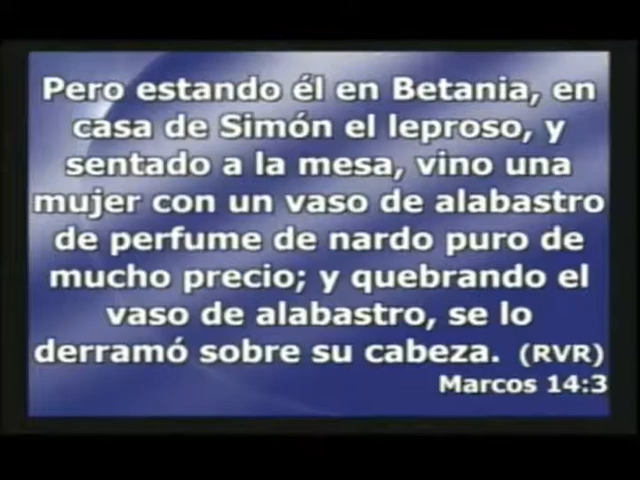 Pero estando él en Betania, en
casa de Simón el leproso, y
sentado a la mesa, vino una
mujer con un vaso de alabastro
de perfume de nardo puro de
mucho precio; y quebrando el
vaso de alabastro, se lo
derramó sobre su cabeza. (RVR)
Marcos 14:3